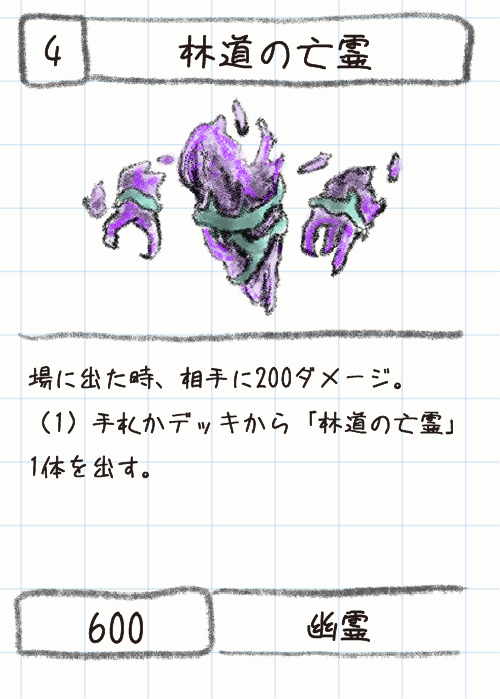 4
林道の亡霊
場に出た時、相手に200ダメージ。
（1）手札かデッキから「林道の亡霊」
1体を出す。
600
幽霊